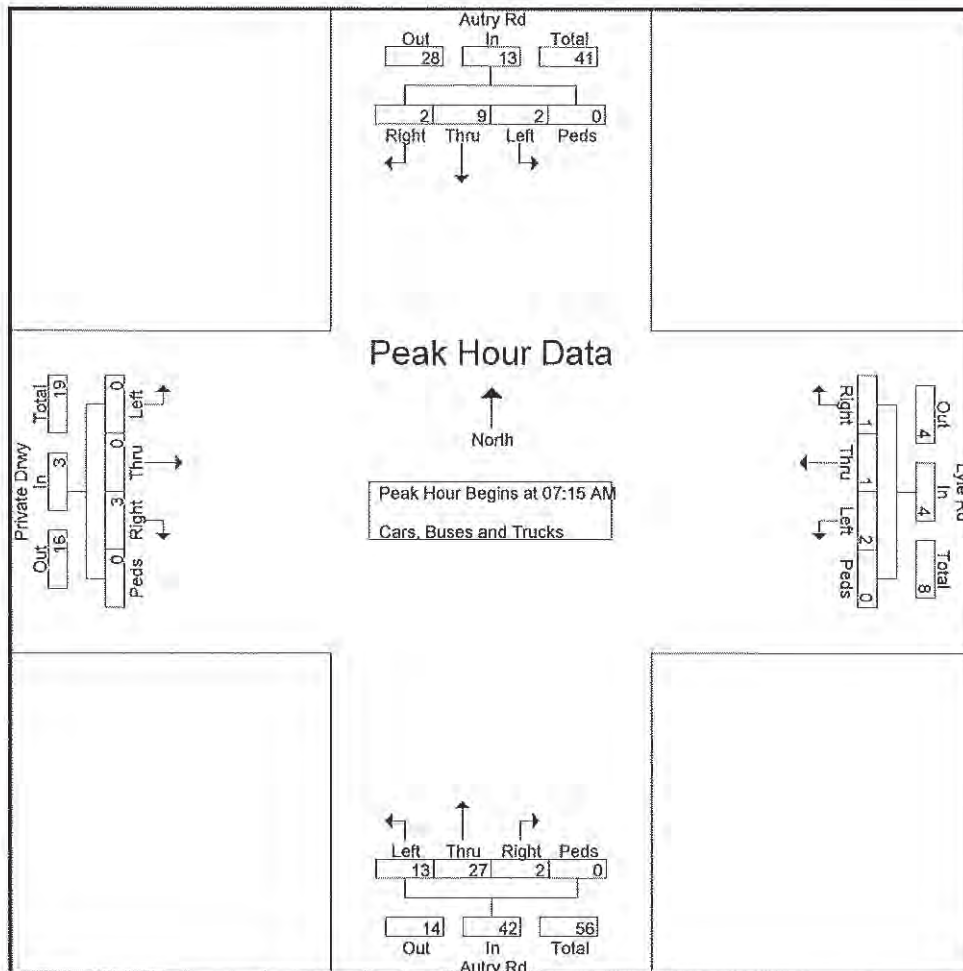 Autry Rd
Out In Total
28 13 41
2 9 2 0
Right Thru Left Peds
Peak Hour Data
North
Peak Hour Begins at 07:15 AM
Cars, Buses and Trucks
Private Drwy
Out In Total
16 3 19
Left Thru Right Peds
0 0 3 0
Right Thru Left Peds
1 1 2 0
Out In Total
4 4 8
Lyle Rd
Left Thru Right Peds
13 27 2 0
14 42 56
Out In Total
Autry Rd